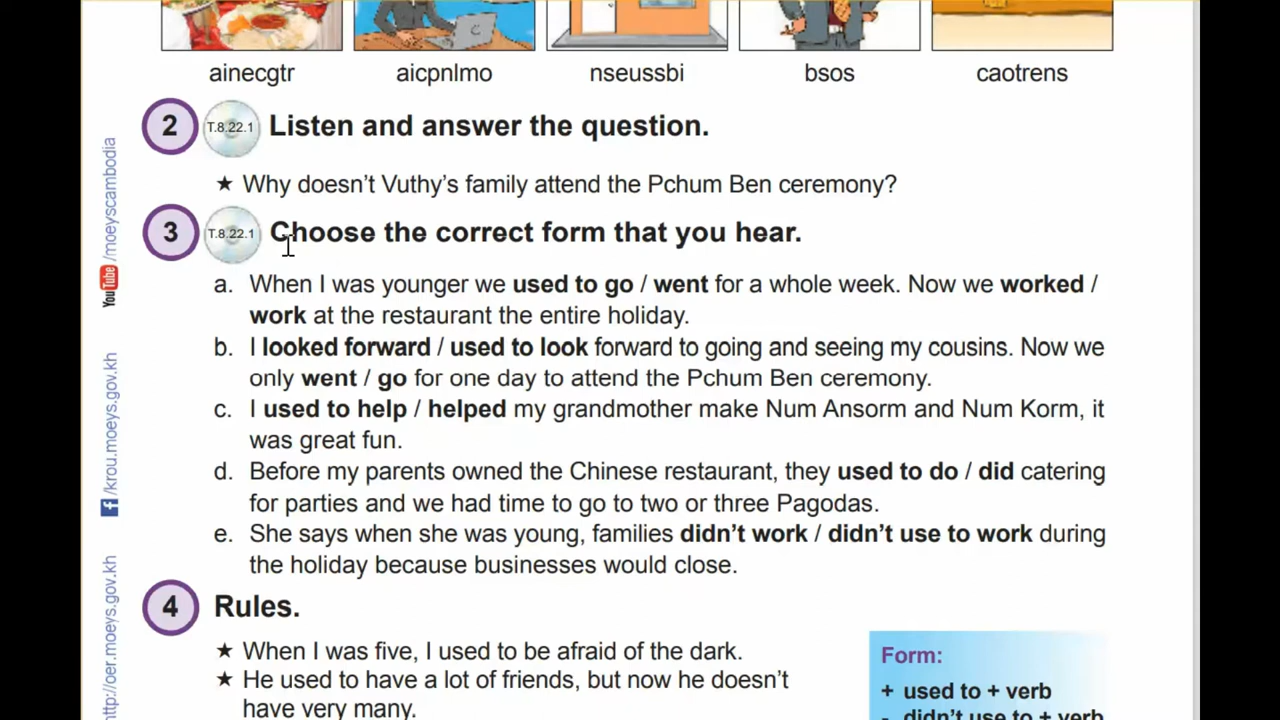 ainecgtr aicpnlmo nseussbi bsos caotrens
2 T.8.22.1 Listen and answer the question.
★ Why doesn't Vuthy's family attend the Pchum Ben ceremony?
3 T.8.22.1 Choose the correct form that you hear.
a. When I was younger we used to go / went for a whole week. Now we worked /
work at the restaurant the entire holiday.
b. I looked forward / used to look forward to going and seeing my cousins. Now we
only went / go for one day to attend the Pchum Ben ceremony.
c. I used to help / helped my grandmother make Num Ansorm and Num Korm, it
was great fun.
d. Before my parents owned the Chinese restaurant, they used to do / did catering
for parties and we had time to go to two or three Pagodas.
e. She says when she was young, families didn't work / didn't use to work during
the holiday because businesses would close.
4 Rules.
★ When I was five, I used to be afraid of the dark.
★ He used to have a lot of friends, but now he doesn't
have very many.
Form:
+ used to + verb
- didn't use to + verb
YouTube /moeyscambodia
f /krou.moeys.gov.kh
http://oer.moeys.gov.kh